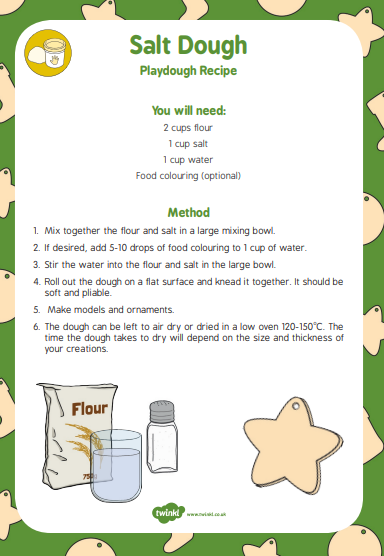 Salt Dough
Playdough Recipe
You will need:
2 cups flour
1 cup salt
1 cup water
Food colouring (optional)
Method
1. Mix together the flour and salt in a large mixing bowl.
2. If desired, add 5-10 drops of food colouring to 1 cup of water.
3. Stir the water into the flour and salt in the large bowl.
4. Roll out the dough on a flat surface and knead it together. It should be
soft and pliable.
5. Make models and ornaments.
6. The dough can be left to air dry or dried in a low oven 120-150°C. The
time the dough takes to dry will depend on the size and thickness of
your creations.
Flour
750
twinkl
www.twinkl.co.uk